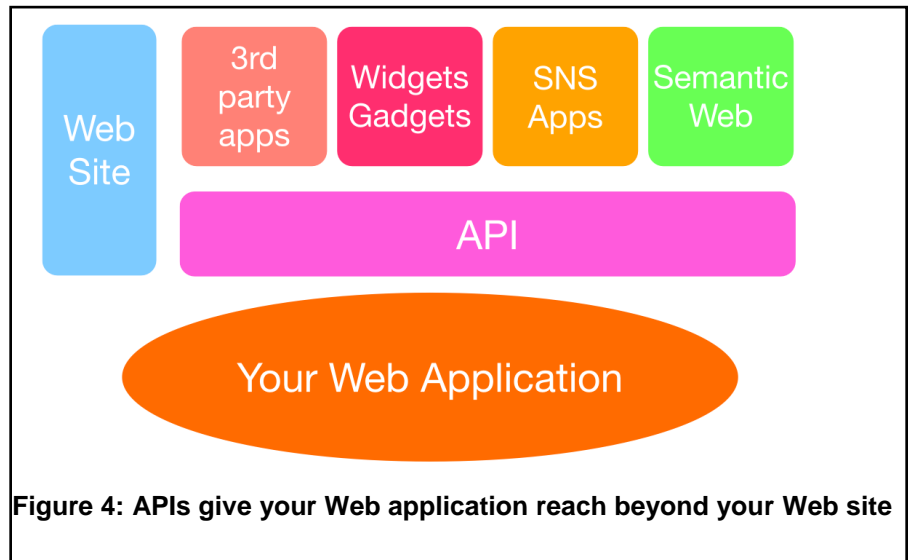 Web
Site
3rd
party
apps
Widgets
Gadgets
SNS
Apps
Semantic
Web
API
Your Web Application
Figure 4: APIs give your Web application reach beyond your Web site